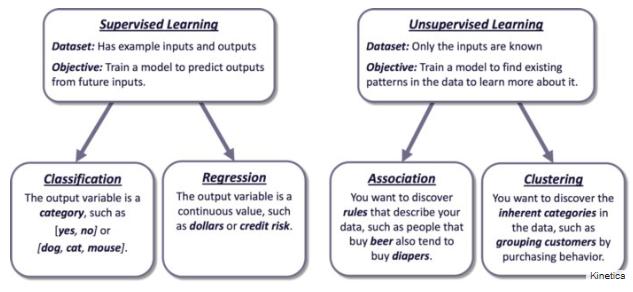 Supervised Learning
Dataset: Has example inputs and outputs
Objective: Train a model to predict outputs
from future inputs.
Unsupervised Learning
Dataset: Only the inputs are known
Objective: Train a model to find existing
patterns in the data to learn more about it.
Classification
The output variable is a
category, such as
[yes, no] or
[dog, cat, mouse].
Regression
The output variable is a
continuous value, such
as dollars or credit risk.
Association
You want to discover
rules that describe your
data, such as people that
buy beer also tend to
buy diapers.
Clustering
You want to discover the
inherent categories in
the data, such as
grouping customers by
purchasing behavior.
Kinetica